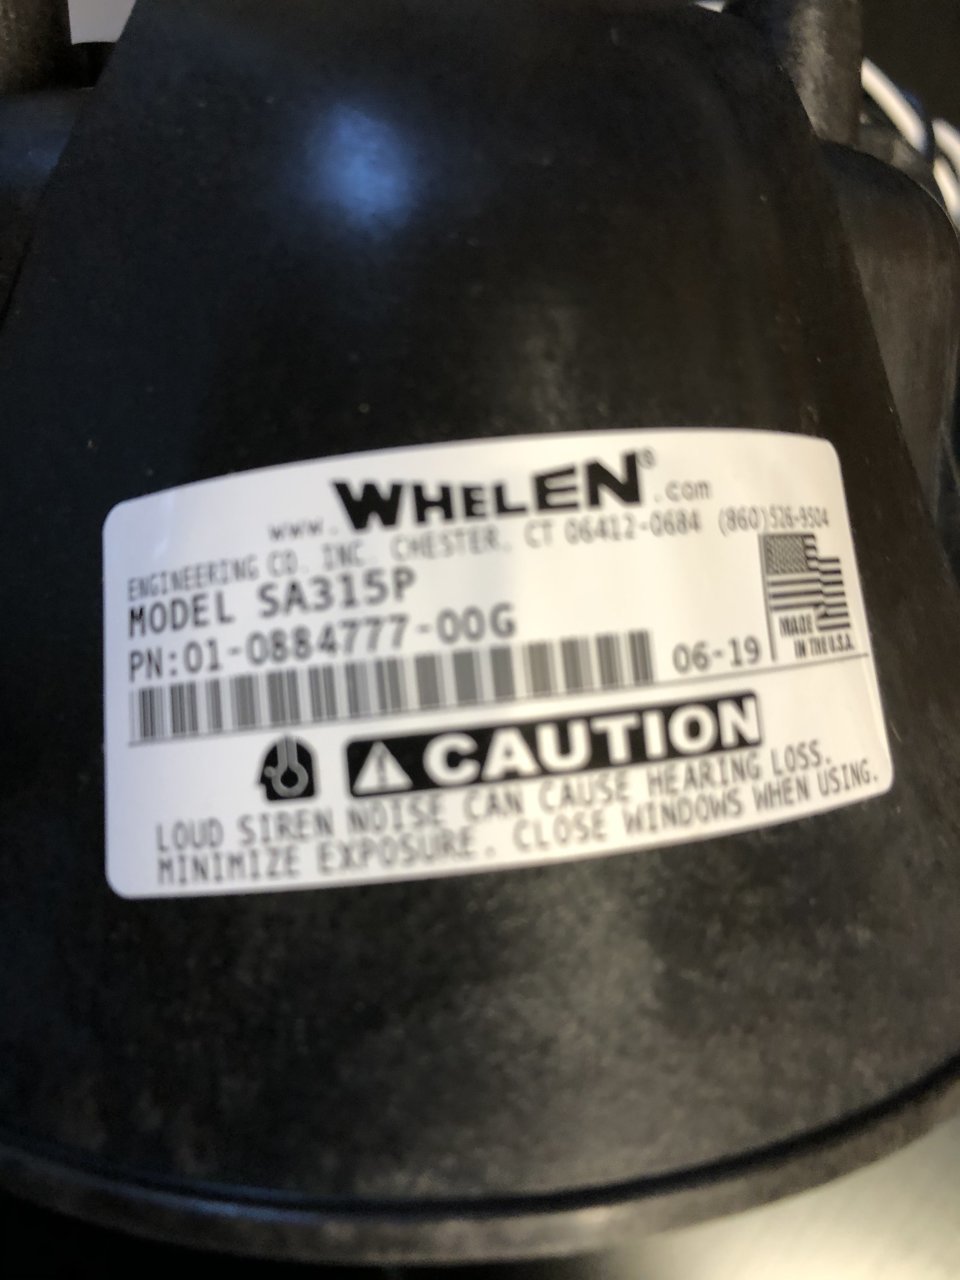 www.WHELEN®.com
ENGINEERING CO. INC. CHESTER, CT 06412-0684 (860)526-9504
MODEL SA315P
PN:01-0884777-00G
06-19
MADE
IN THE U.S.A.
CAUTION
LOUD SIREN NOISE CAN CAUSE HEARING LOSS.
MINIMIZE EXPOSURE. CLOSE WINDOWS WHEN USING.